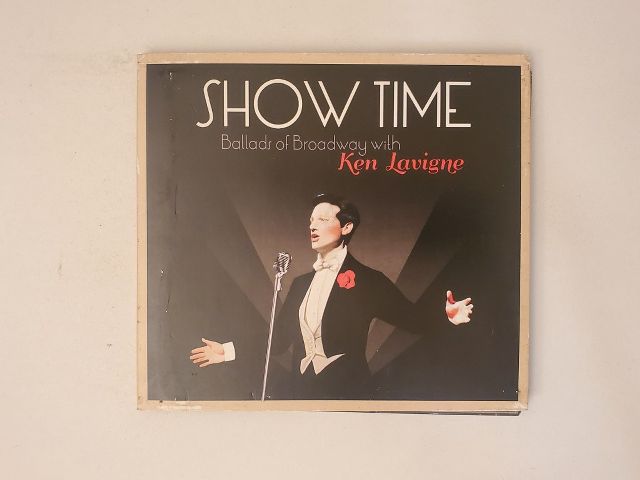 SHOW TIME
Ballads of Broadway with
Ken Lavigne